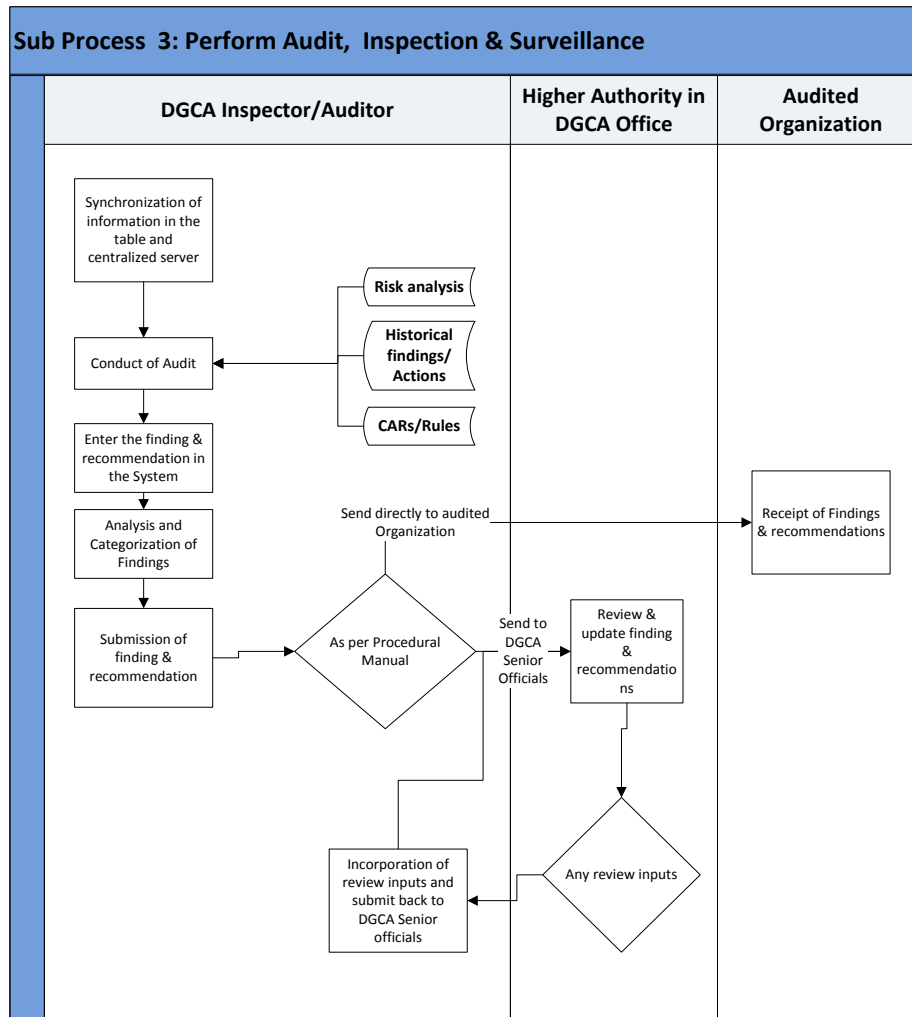 Sub Process 3: Perform Audit, Inspection & Surveillance
DGCA Inspector/Auditor
Higher Authority in
DGCA Office
Audited
Organization
Synchronization of
information in the
table and
centralized server
Risk analysis
Historical
findings/
Actions
CARs/Rules
Conduct of Audit
Enter the finding &
recommendation in
the System
Analysis and
Categorization of
Findings
Submission of
finding &
recommendation
Send directly to audited
Organization
Receipt of Findings
& recommendations
As per Procedural
Manual
Send to
DGCA
Senior
Officials
Review &
update finding
&
recommendatio
ns
Any review inputs
Incorporation of
review inputs and
submit back to
DGCA Senior
officials